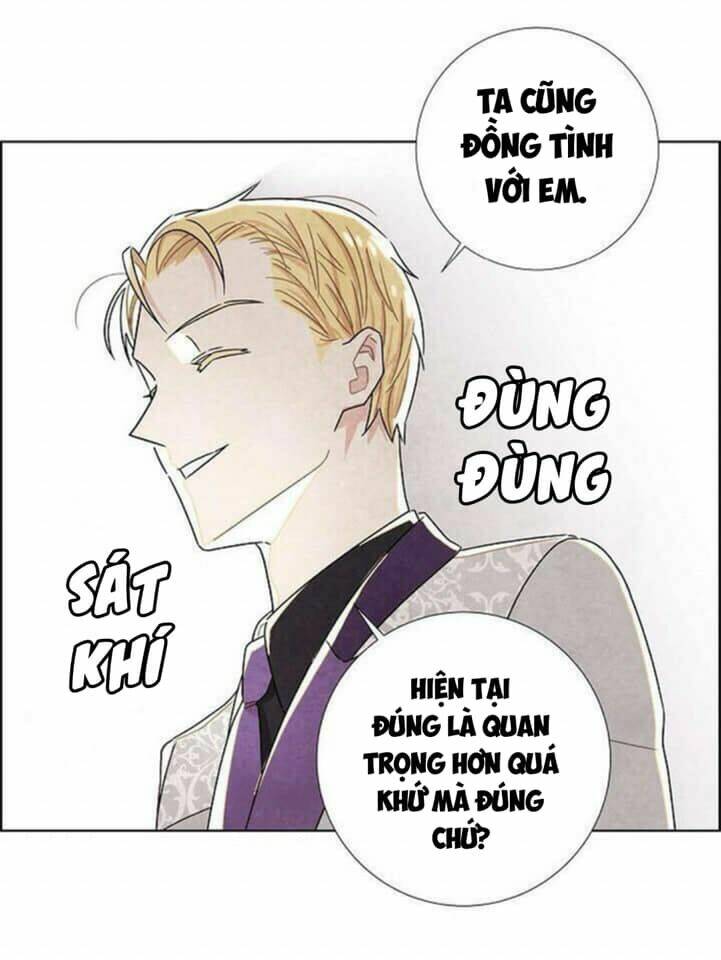 TA CŨNG
ĐỒNG TÌNH
VỚI EM.
ĐÙNG
ĐÙNG
SÁT
KHÍ
HIỆN TẠI
ĐÚNG LÀ QUAN
TRỌNG HƠN QUÁ
KHỨ MÀ ĐÚNG
CHỨ?